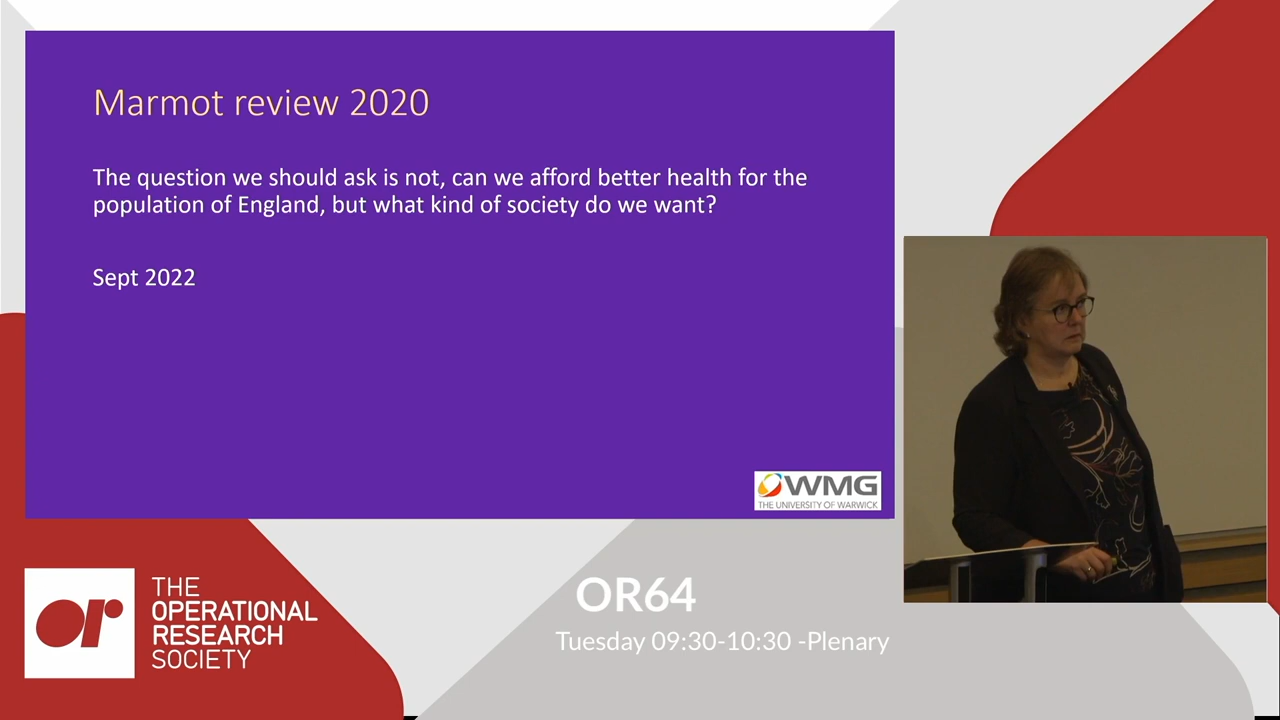 Marmot review 2020
The question we should ask is not, can we afford better health for the
population of England, but what kind of society do we want?
Sept 2022
WMG
THE UNIVERSITY OF WARWICK
or
THE
OPERATIONAL
RESEARCH
SOCIETY
OR64
Tuesday 09:30-10:30 -Plenary